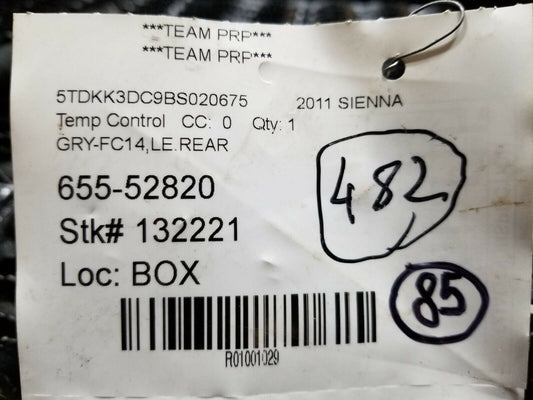 ***TEAM PRP***
***TEAM PRP***
5TDKK3DC9BS020675 2011 SIENNA
Temp Control CC: 0 Qty: 1
GRY-FC14,LE.REAR
655-52820
Stk# 132221
Loc: BOX
482
85
R01001029